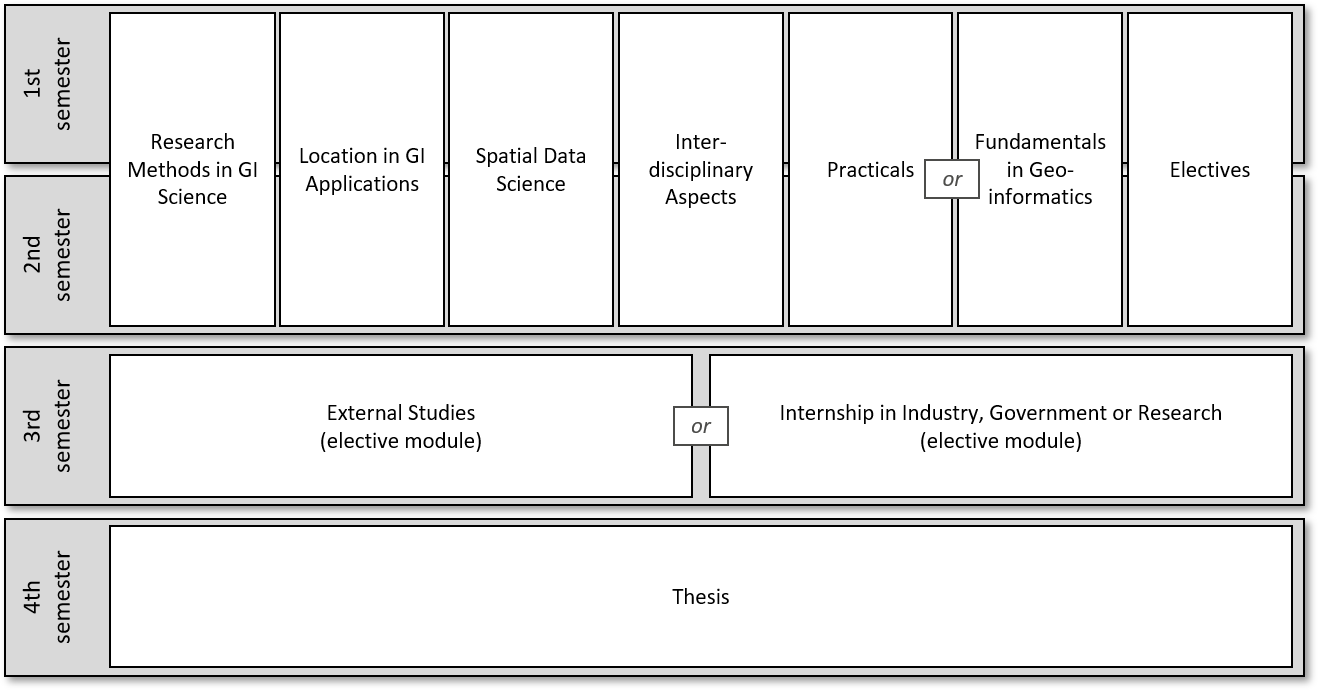 1st
semester
2nd
semester
Research
Methods in GI
Science
Location in GI
Applications
Spatial Data
Science
Inter-
disciplinary
Aspects
Practicals
or
Fundamentals
in Geo-
informatics
Electives
3rd
semester
External Studies
(elective module)
or
Internship in Industry, Government or Research
(elective module)
4th
semester
Thesis